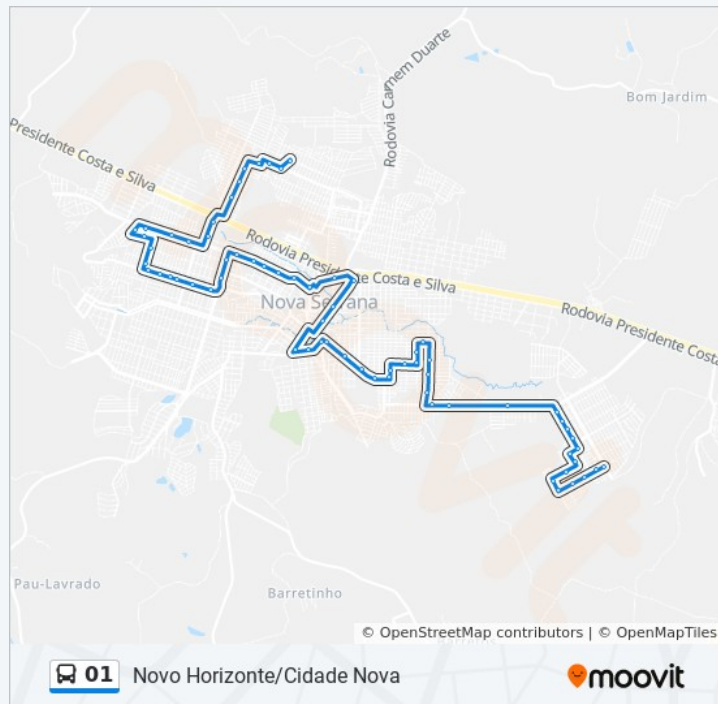 Rodovia Carmem Duarte
Bom Jardim
Presidente Costa e Silva
Rodovia Presidente Costa e Silva
Nova Serrana
Rodovia Presidente Costa
Pau-Lavrado
Barretinho
© OpenStreetMap contributors | © OpenMapTiles
01 Novo Horizonte/Cidade Nova
moovit